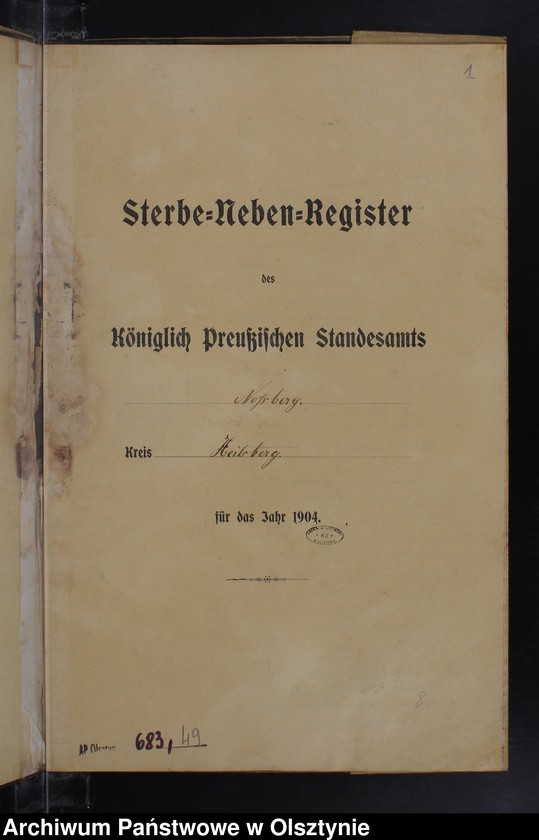 1
Sterbe=Neben=Register
des
Königlich Preußischen Standesamts
Noßberg.
Kreis Heilsberg.
für das Jahr 1904.
AP Olsztyn 683, 49
8
Archiwum Państwowe w Olsztynie